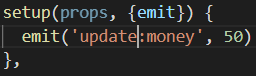 setup(props, {emit}) {
  emit('update:money', 50)
},